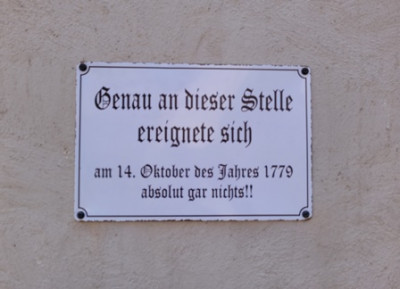 Genau an dieser Stelle
ereignete sich
am 14. Oktober des Jahres 1779
absolut gar nichts!!